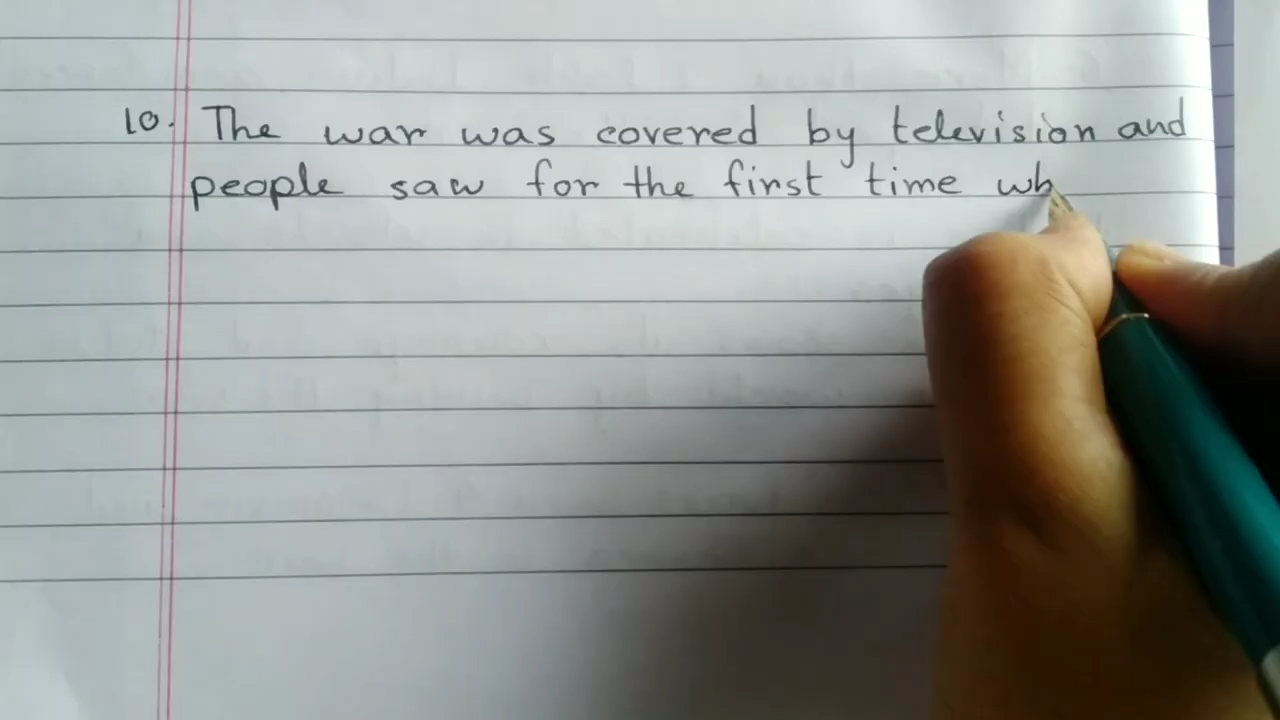 10. The war was covered by television and
people saw for the first time wh